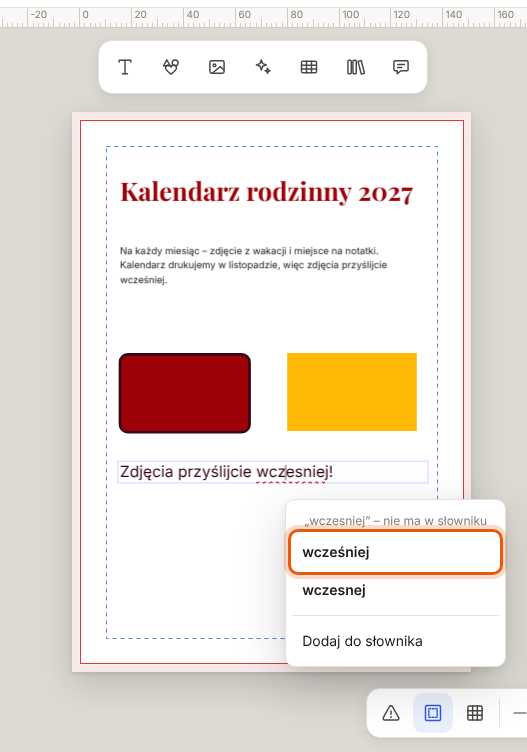 -20 0 20 40 60 80 100 120 140 160
Kalendarz rodzinny 2027
Na każdy miesiąc – zdjęcie z wakacji i miejsce na notatki.
Kalendarz drukujemy w listopadzie, więc zdjęcia przyślijcie
wcześniej.
Zdjęcia przyślijcie wczesniej!
„wczesniej” – nie ma w słowniku
wcześniej
wczesnej
Dodaj do słownika